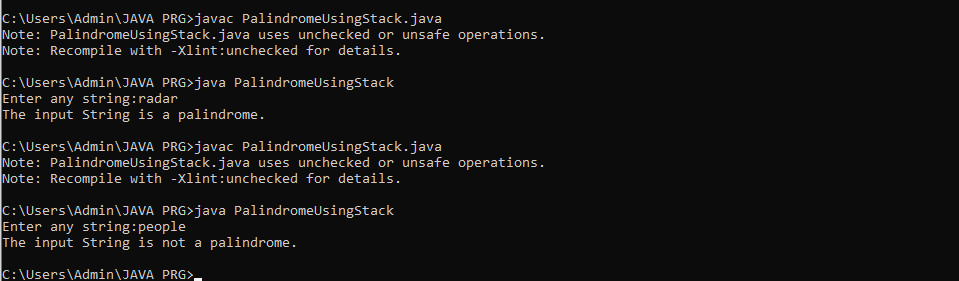 C:\Users\Admin\JAVA PRG>javac PalindromeUsingStack.java
Note: PalindromeUsingStack.java uses unchecked or unsafe operations.
Note: Recompile with -Xlint:unchecked for details.
C:\Users\Admin\JAVA PRG>java PalindromeUsingStack
Enter any string:radar
The input String is a palindrome.
C:\Users\Admin\JAVA PRG>javac PalindromeUsingStack.java
Note: PalindromeUsingStack.java uses unchecked or unsafe operations.
Note: Recompile with -Xlint:unchecked for details.
C:\Users\Admin\JAVA PRG>java PalindromeUsingStack
Enter any string:people
The input String is not a palindrome.
C:\Users\Admin\JAVA PRG>